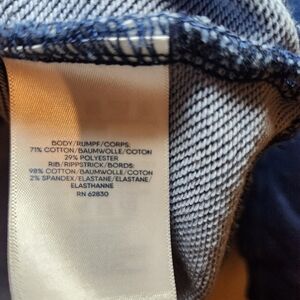 BODY/RUMPF/CORPS:
71% COTTON/BAUMWOLLE/COTON
29% POLYESTER
RIB/RIPPSTRICK/BORDS:
98% COTTON/BAUMWOLLE/COTON
2% SPANDEX/ELASTANE/ELASTANE/
ELASTHANNE
RN 62830